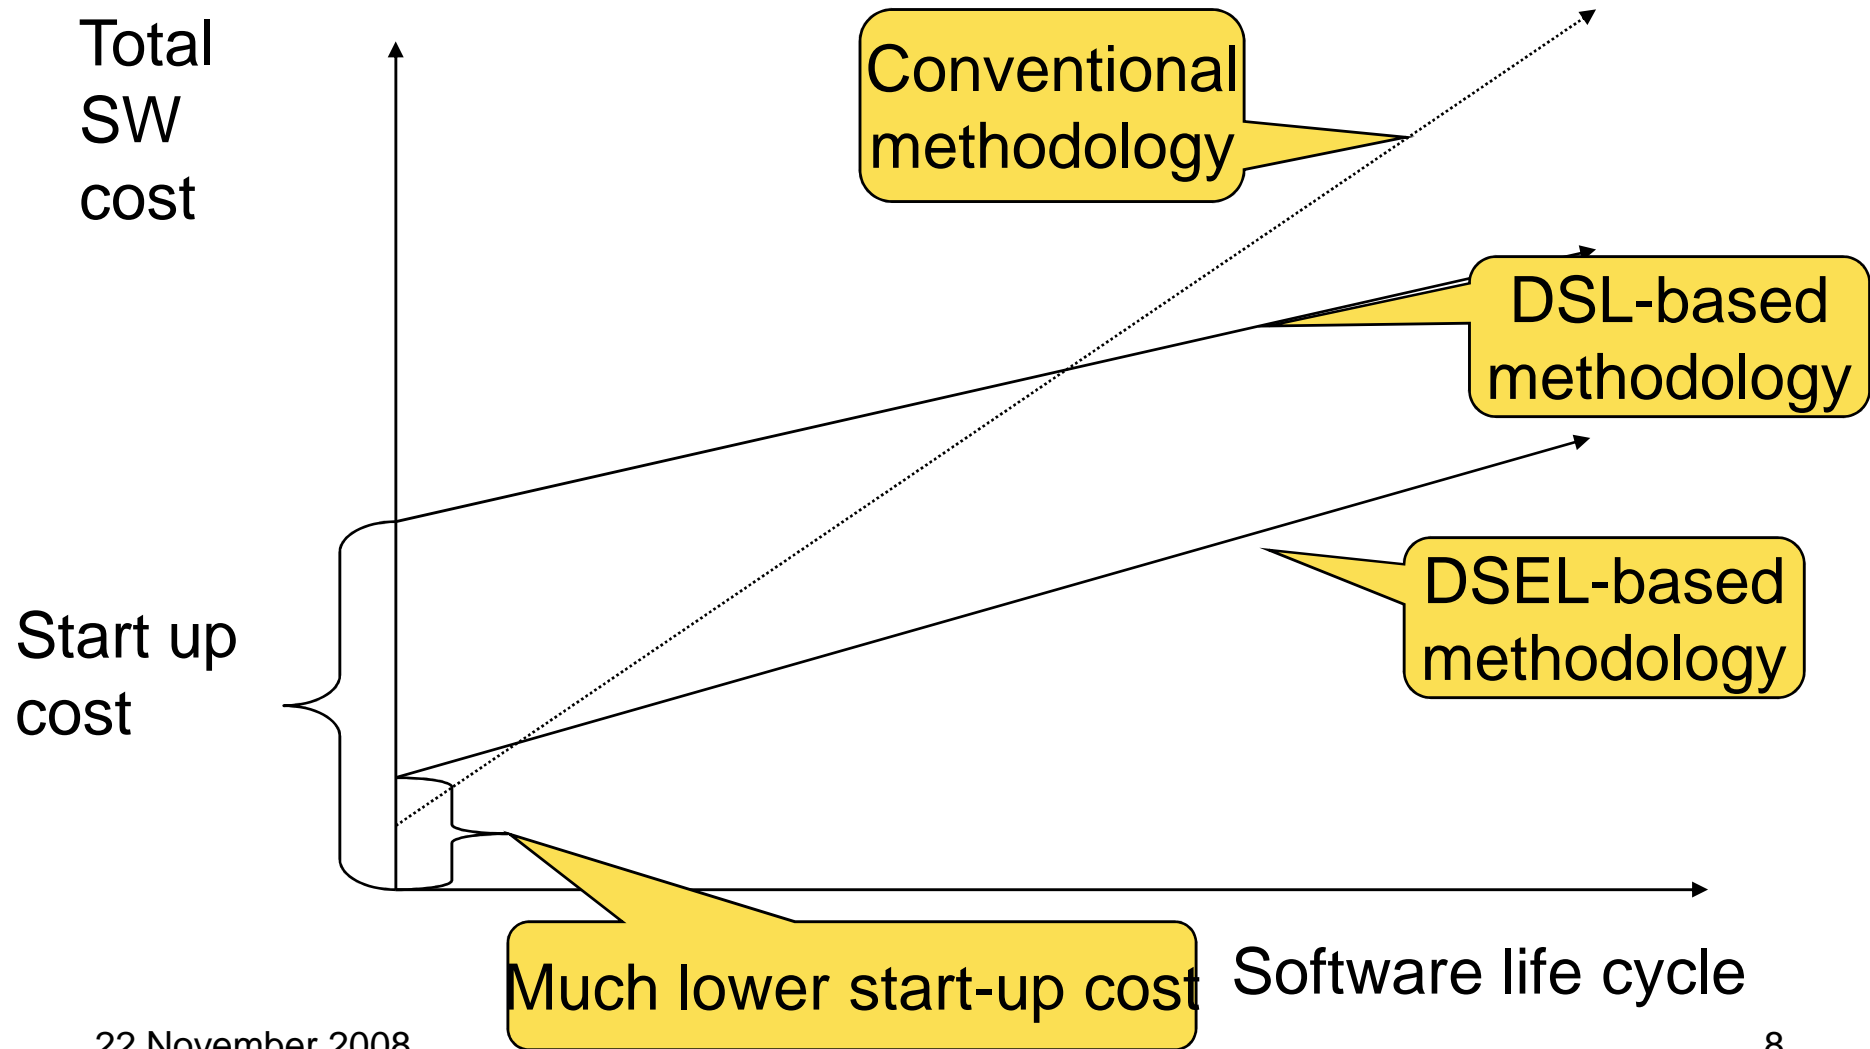 Total
SW
cost
Conventional
methodology
DSL-based
methodology
DSEL-based
methodology
Start up
cost
Much lower start-up cost
Software life cycle
22 November 2008
8